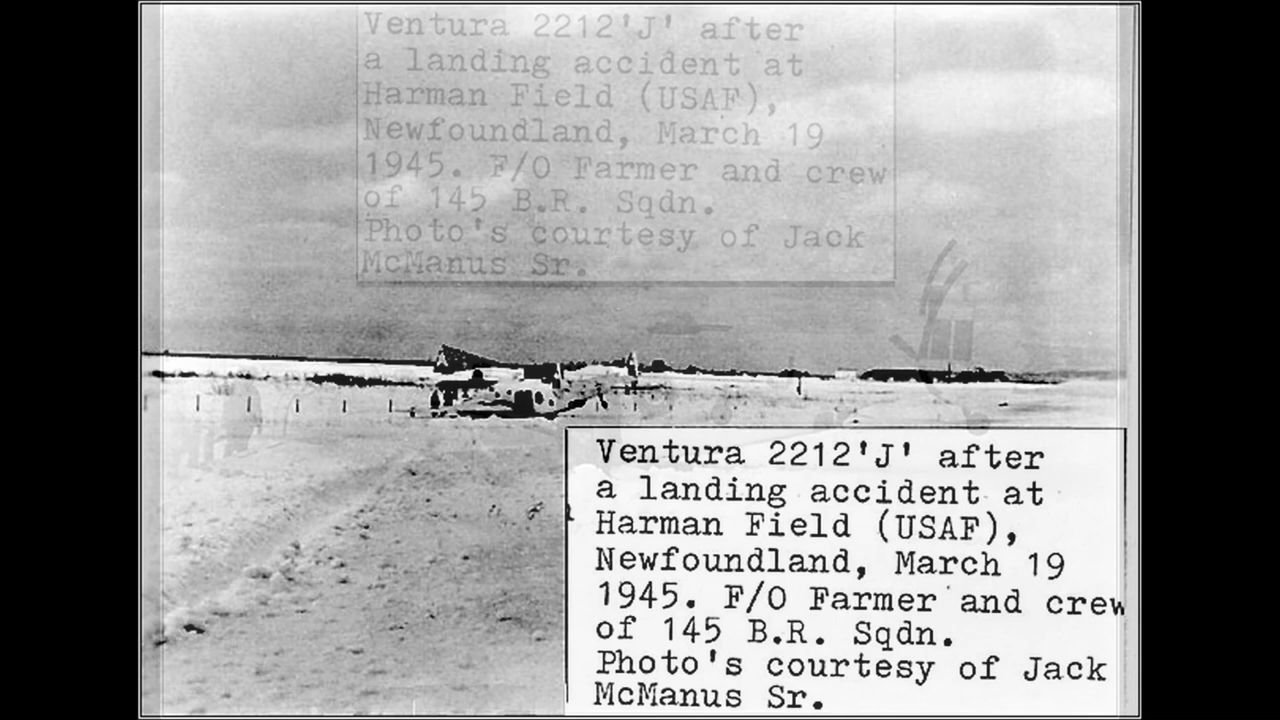 Ventura 2212'J' after
a landing accident at
Harman Field (USAF),
Newfoundland, March 19
1945. F/O Farmer and crew
of 145 B.R. Sqdn.
Photo's courtesy of Jack
McManus Sr.
Ventura 2212'J' after
a landing accident at
Harman Field (USAF),
Newfoundland, March 19
1945. F/O Farmer and crew
of 145 B.R. Sqdn.
Photo's courtesy of Jack
McManus Sr.